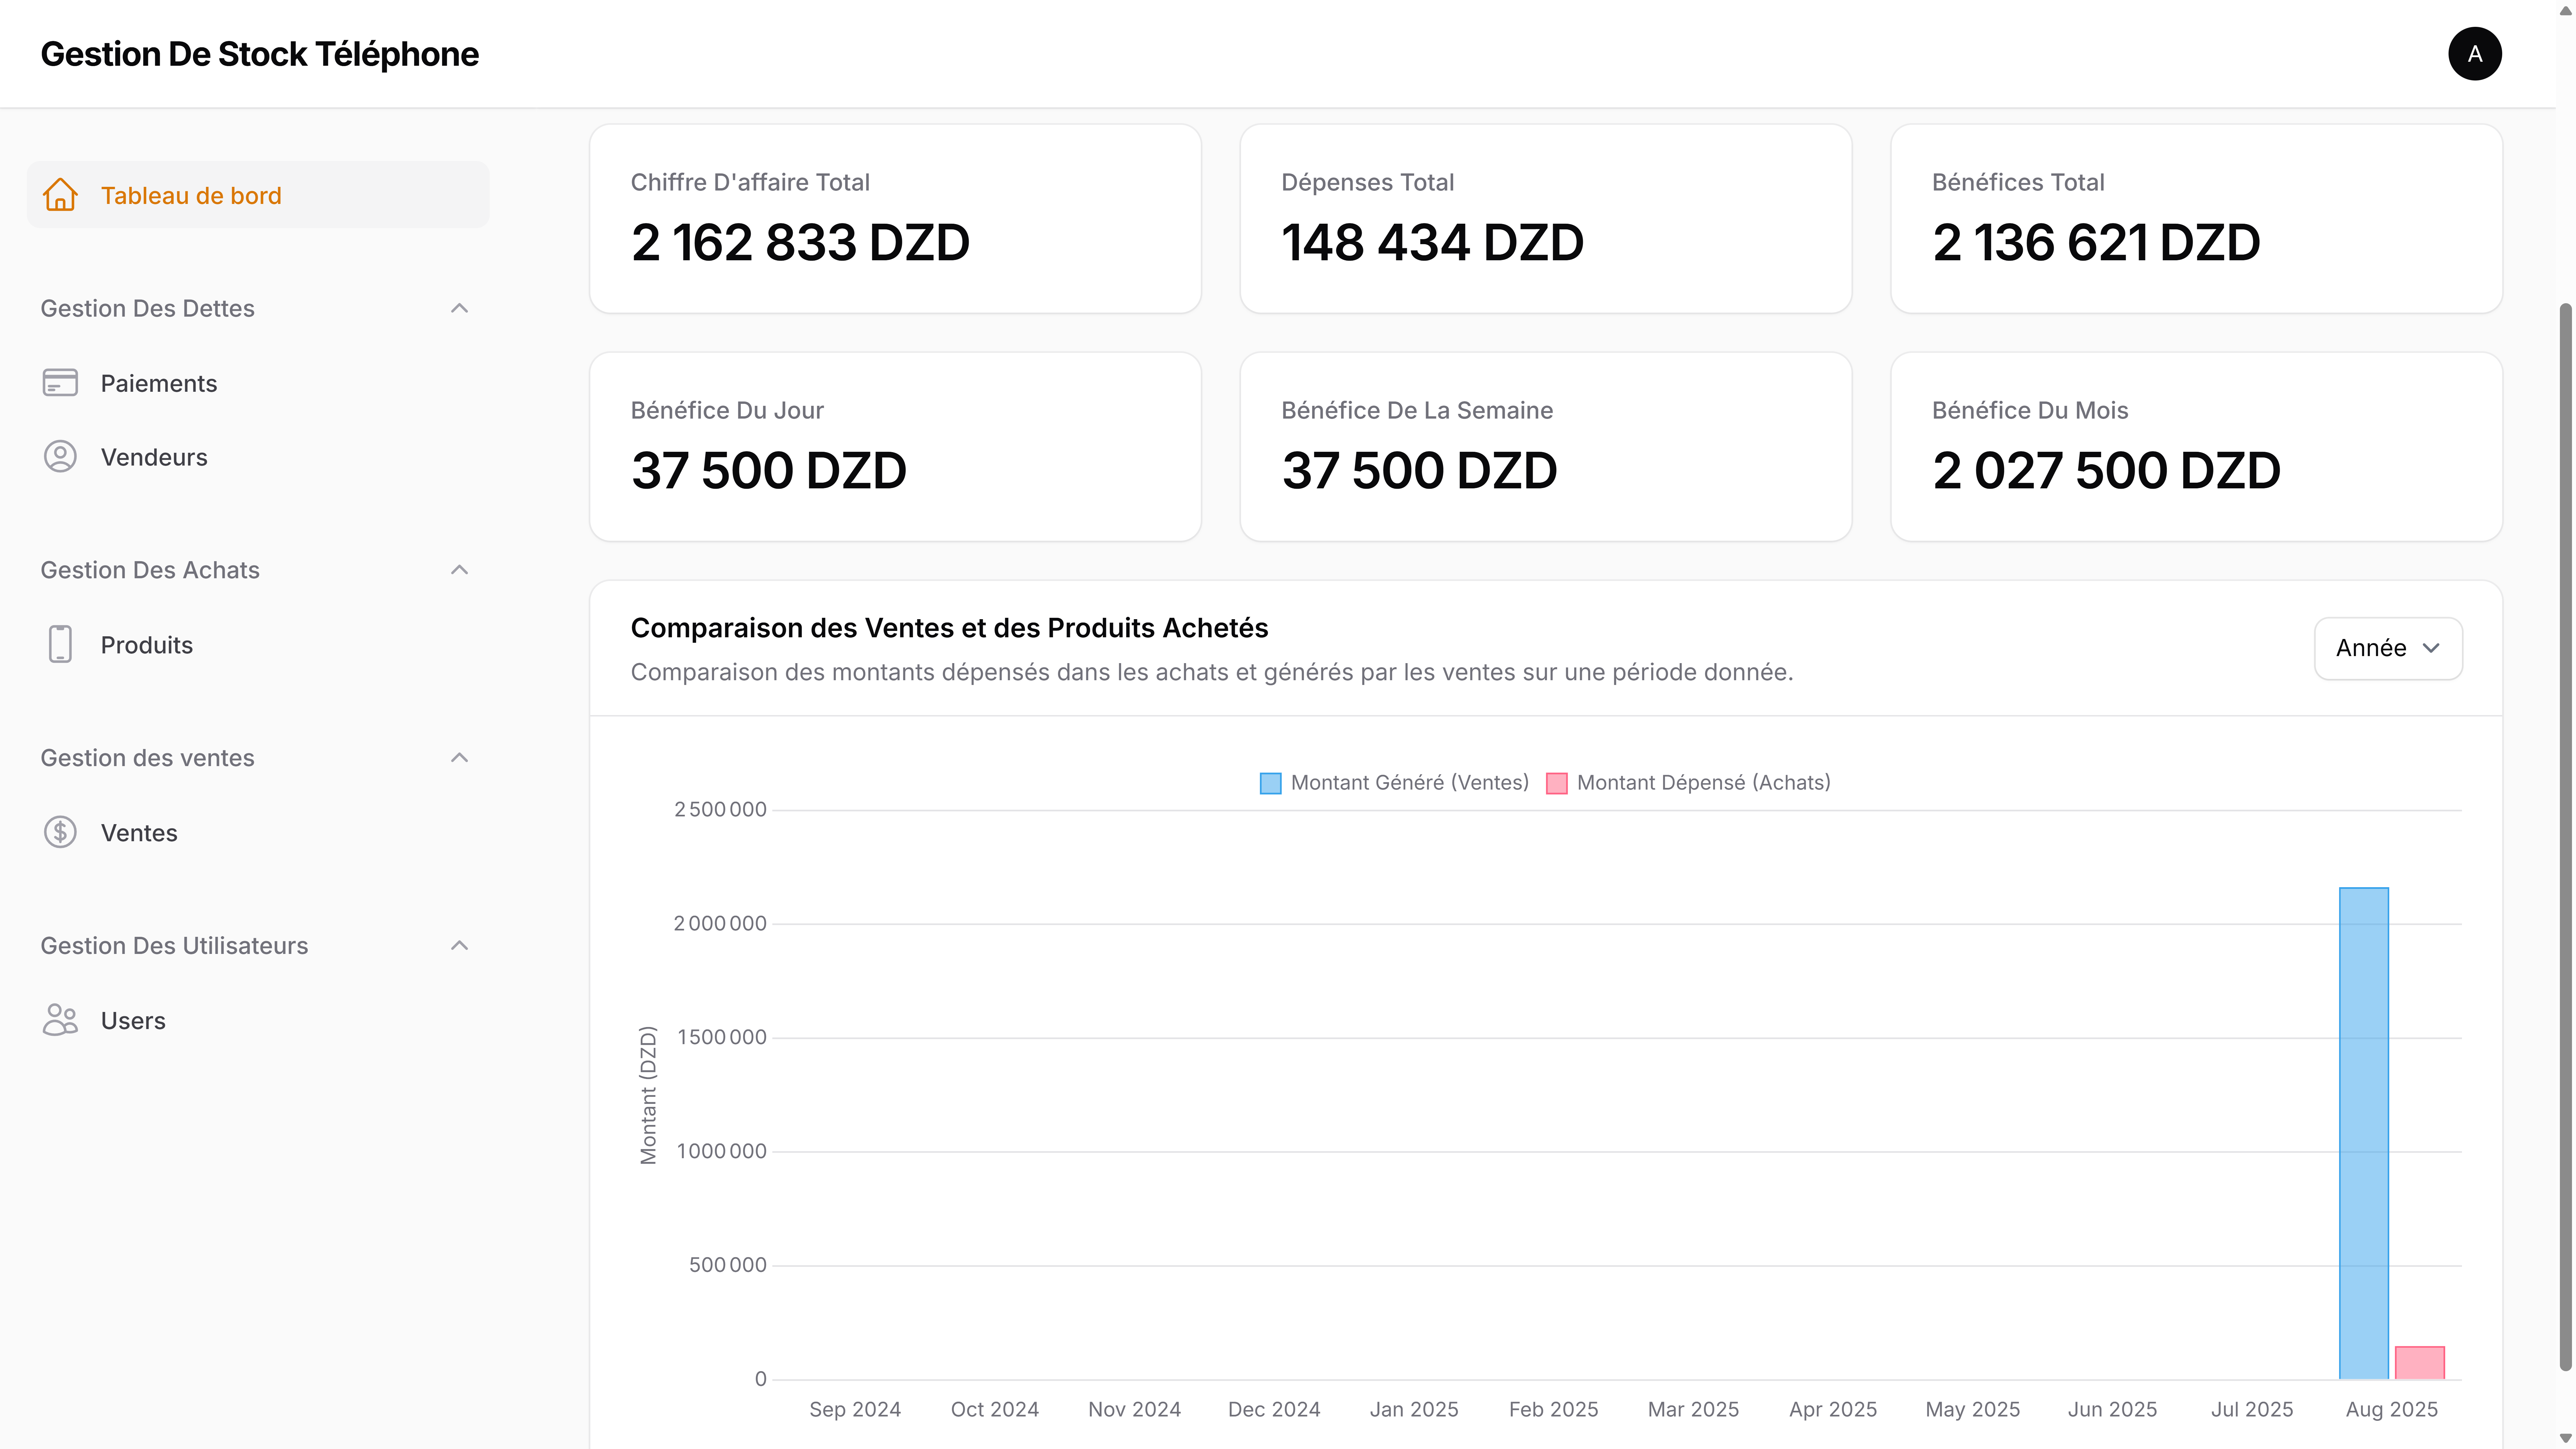 Gestion De Stock Téléphone
A
Tableau de bord
Gestion Des Dettes
Paiements
Vendeurs
Gestion Des Achats
Produits
Gestion des ventes
Ventes
Gestion Des Utilisateurs
Users
Chiffre D'affaire Total
2 162 833 DZD
Dépenses Total
148 434 DZD
Bénéfices Total
2 136 621 DZD
Bénéfice Du Jour
37 500 DZD
Bénéfice De La Semaine
37 500 DZD
Bénéfice Du Mois
2 027 500 DZD
Comparaison des Ventes et des Produits Achetés
Comparaison des montants dépensés dans les achats et générés par les ventes sur une période donnée.
Année
Montant Généré (Ventes)
Montant Dépensé (Achats)
Montant (DZD)
2 500 000
2 000 000
1 500 000
1 000 000
500 000
0
Sep 2024
Oct 2024
Nov 2024
Dec 2024
Jan 2025
Feb 2025
Mar 2025
Apr 2025
May 2025
Jun 2025
Jul 2025
Aug 2025